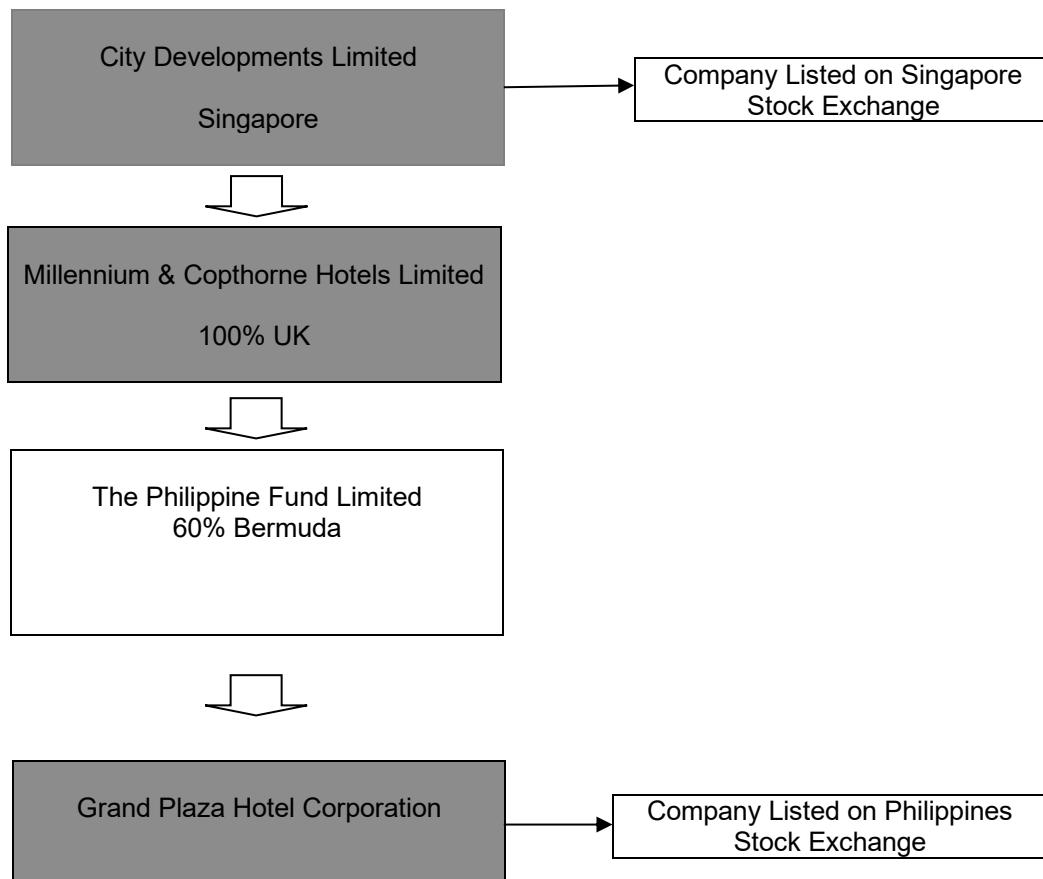 City Developments Limited
Singapore
Company Listed on Singapore
Stock Exchange
Millennium & Copthorne Hotels Limited
100% UK
The Philippine Fund Limited
60% Bermuda
Grand Plaza Hotel Corporation
Company Listed on Philippines
Stock Exchange